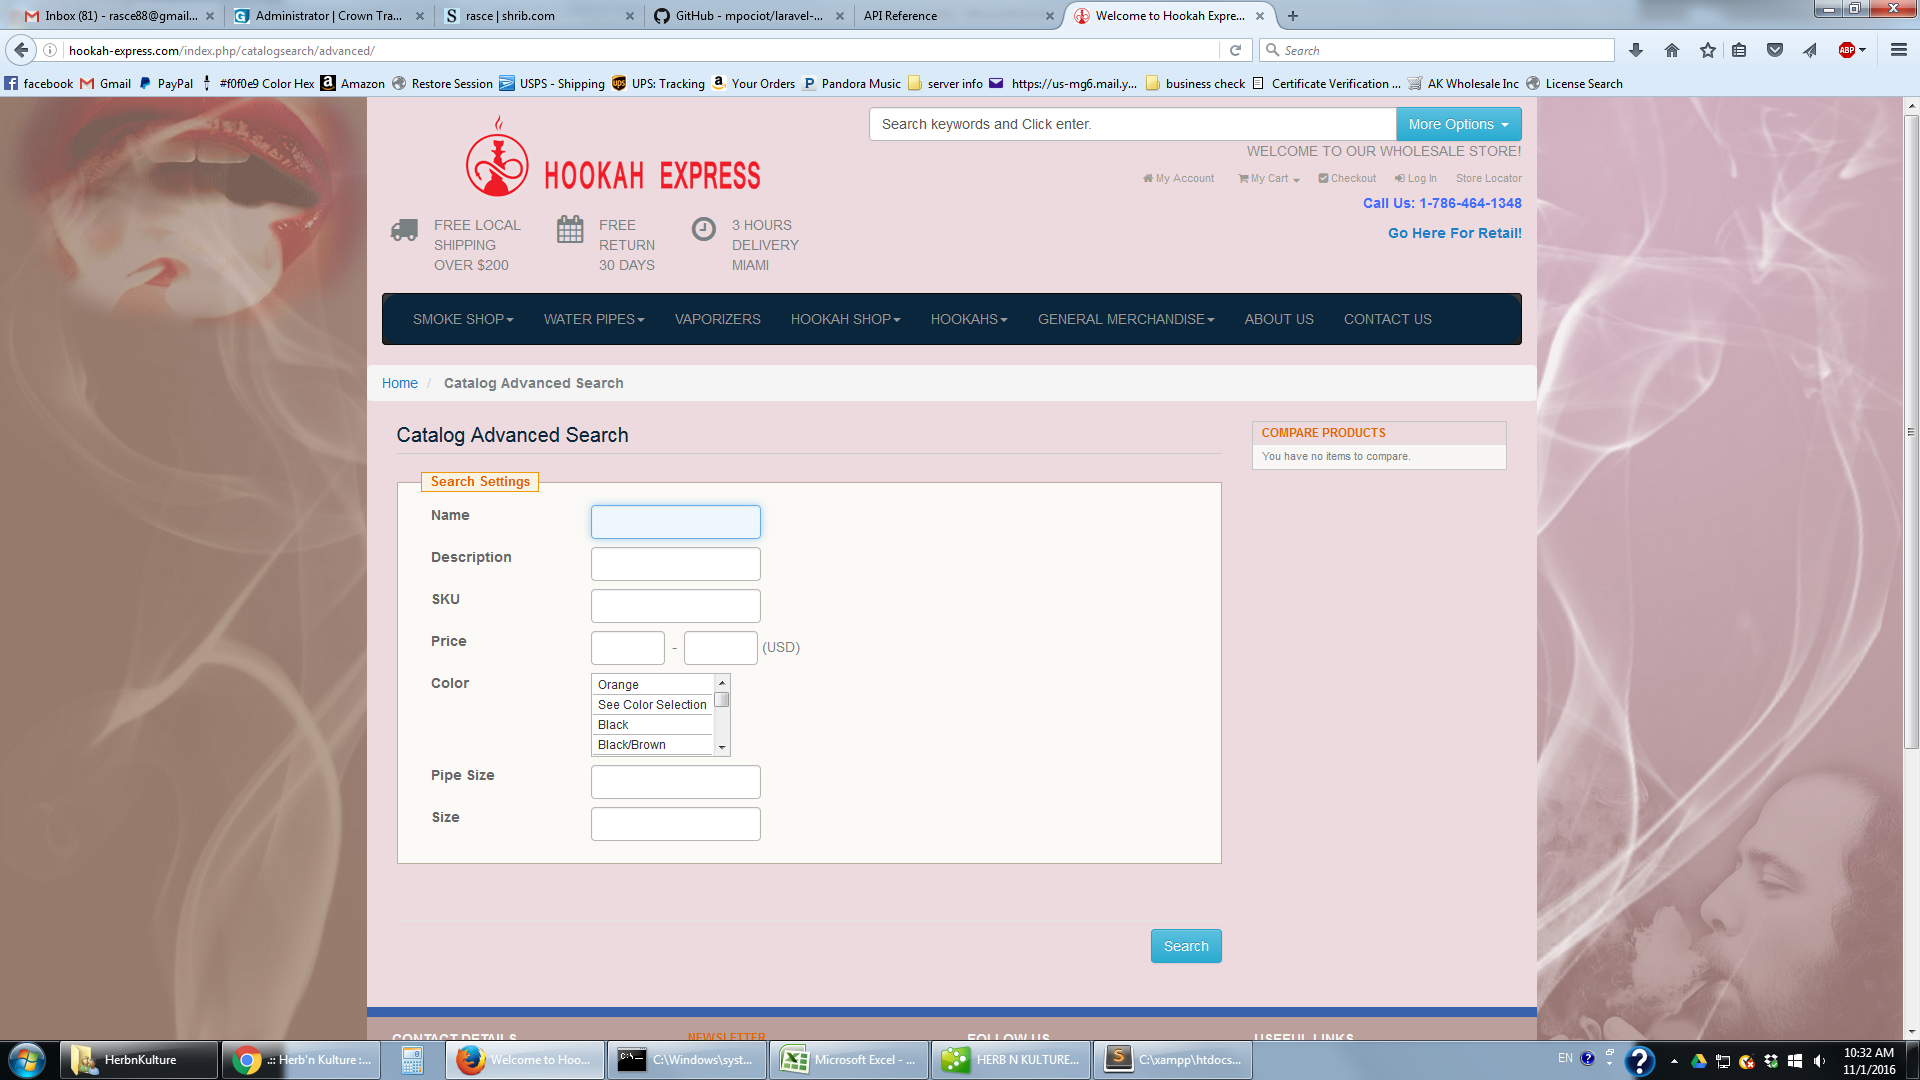 Inbox (81) - rasce88@gmail...
Administrator | Crown Tra...
rasce | shrib.com
GitHub - mpociot/laravel-...
API Reference
Welcome to Hookah Expre...
hookah-express.com/index.php/catalogsearch/advanced/
Search
ABP
facebook
Gmail
PayPal
#f0f0e9 Color Hex
Amazon
Restore Session
USPS - Shipping
UPS: Tracking
Your Orders
Pandora Music
server info
https://us-mg6.mail.y...
business check
Certificate Verification ...
AK Wholesale Inc
License Search
HOOKAH EXPRESS
Search keywords and Click enter.
More Options
WELCOME TO OUR WHOLESALE STORE!
My Account
My Cart
Checkout
Log In
Store Locator
Call Us: 1-786-464-1348
Go Here For Retail!
FREE LOCAL
SHIPPING
OVER $200
FREE
RETURN
30 DAYS
3 HOURS
DELIVERY
MIAMI
SMOKE SHOP
WATER PIPES
VAPORIZERS
HOOKAH SHOP
HOOKAHS
GENERAL MERCHANDISE
ABOUT US
CONTACT US
Home / Catalog Advanced Search
Catalog Advanced Search
COMPARE PRODUCTS
You have no items to compare.
Search Settings
Name
Description
SKU
Price
- (USD)
Color
Orange
See Color Selection
Black
Black/Brown
Pipe Size
Size
Search
CONTACT DETAILS
NEWSLETTER
FOLLOW US
USEFUL LINKS
HerbnKulture
.:: Herb'n Kulture :...
Welcome to Hoo...
C:\Windows\syst...
Microsoft Excel - ...
HERB N KULTURE...
C:\xampp\htdocs...
EN
10:32 AM
11/1/2016